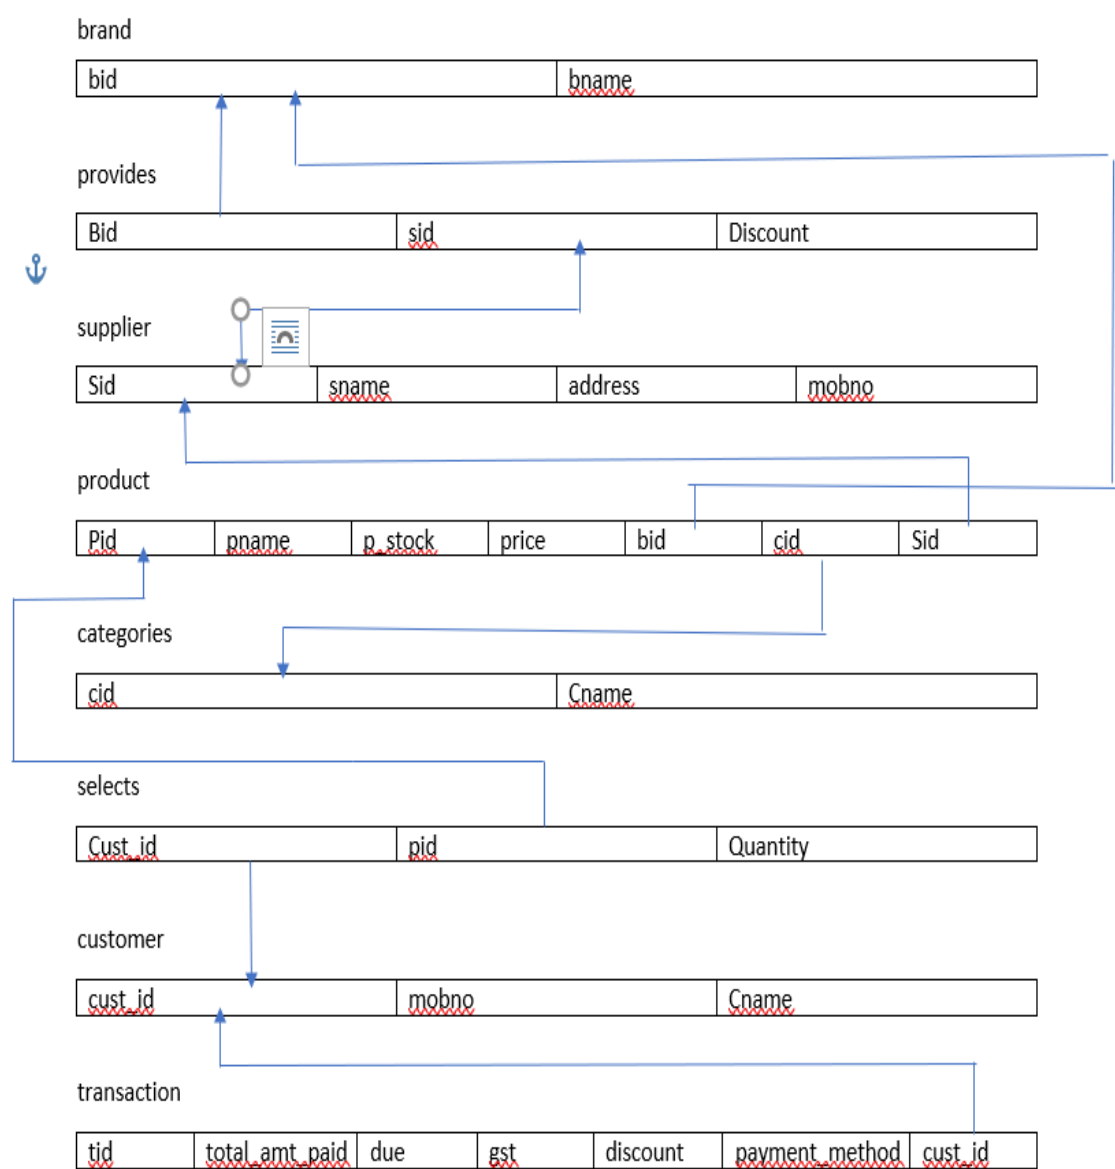 brand
bid bname
provides
Bid sid Discount
supplier
Sid sname address mobno
product
Pid pname p_stock price bid cid Sid
categories
cid Cname
selects
Cust_id pid Quantity
customer
cust_id mobno Cname
transaction
tid total_amt_paid due gst discount payment_method cust_id